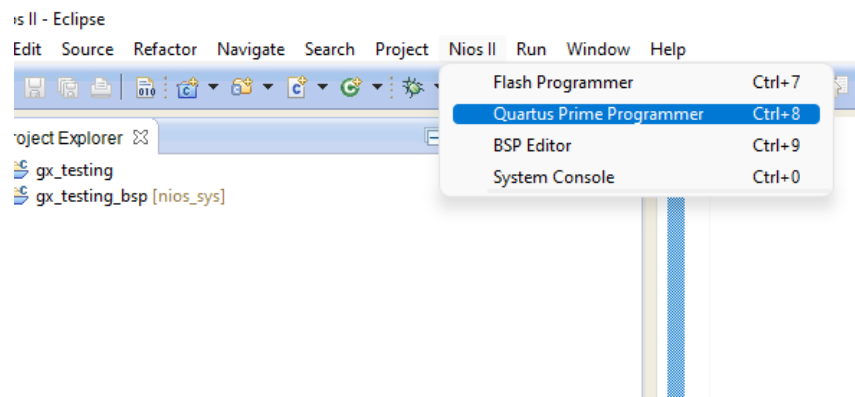 os II - Eclipse
Edit Source Refactor Navigate Search Project Nios II Run Window Help
Flash Programmer Ctrl+7
Quartus Prime Programmer Ctrl+8
BSP Editor Ctrl+9
System Console Ctrl+0
010
roject Explorer
gx_testing
gx_testing_bsp [nios_sys]